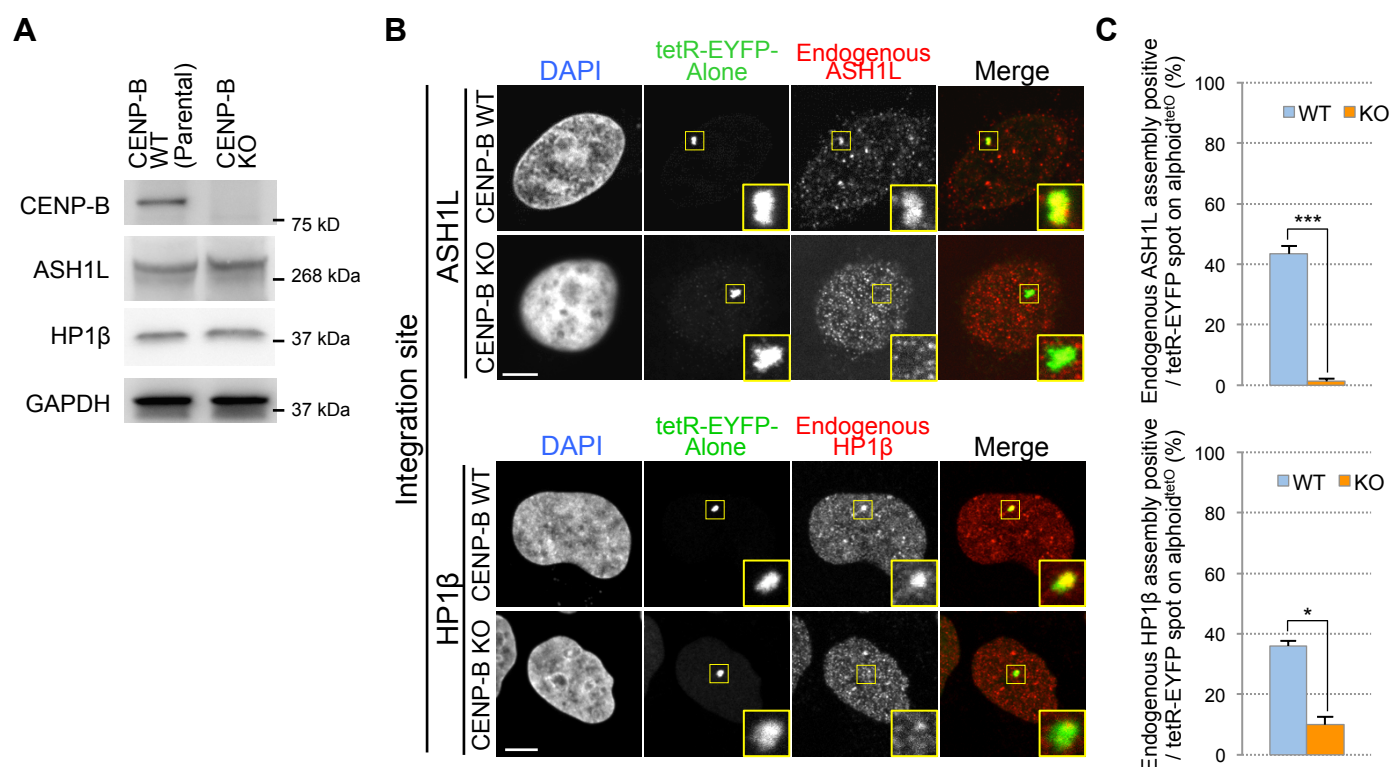 A
CENP-B
WT
(Parental)
CENP-B
KO
CENP-B
75 kD
ASH1L
268 kDa
HP1β
37 kDa
GAPDH
37 kDa
B
Integration site
ASH1L
DAPI
tetR-EYFP-
Alone
Endogenous
ASH1L
Merge
CENP-B WT
CENP-B KO
HP1β
DAPI
tetR-EYFP-
Alone
Endogenous
HP1β
Merge
CENP-B WT
CENP-B KO
C
Endogenous ASH1L assembly positive
/ tetR-EYFP spot on alphoidtetO (%)
100
80
60
40
20
0
WT KO
***
Endogenous HP1β assembly positive
/ tetR-EYFP spot on alphoidtetO (%)
100
80
60
40
20
0
WT KO
*